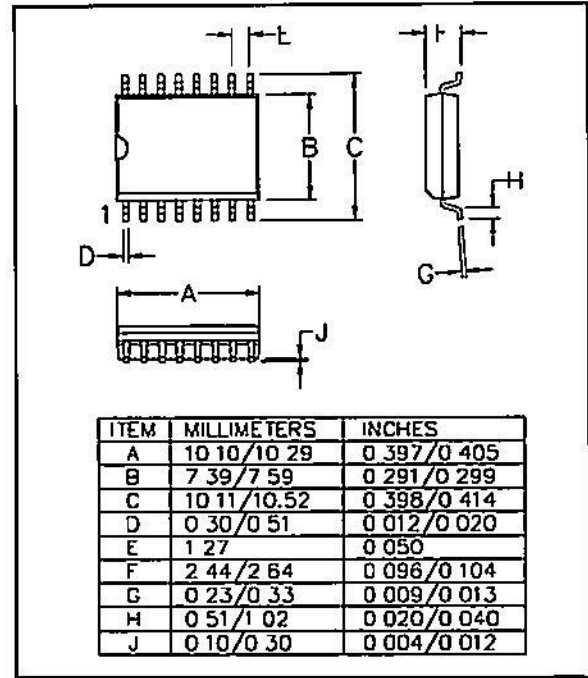 E
F
B
C
H
1
D
G
A
J
ITEM MILLIMETERS INCHES
A 10 10/10 29 0 397/0 405
B 7 39/7 59 0 291/0 299
C 10 11/10.52 0 398/0 414
D 0 30/0 51 0 012/0 020
E 1 27 0 050
F 2 44/2 64 0 096/0 104
G 0 23/0 33 0 009/0 013
H 0 51/1 02 0 020/0 040
J 0 10/0 30 0 004/0 012